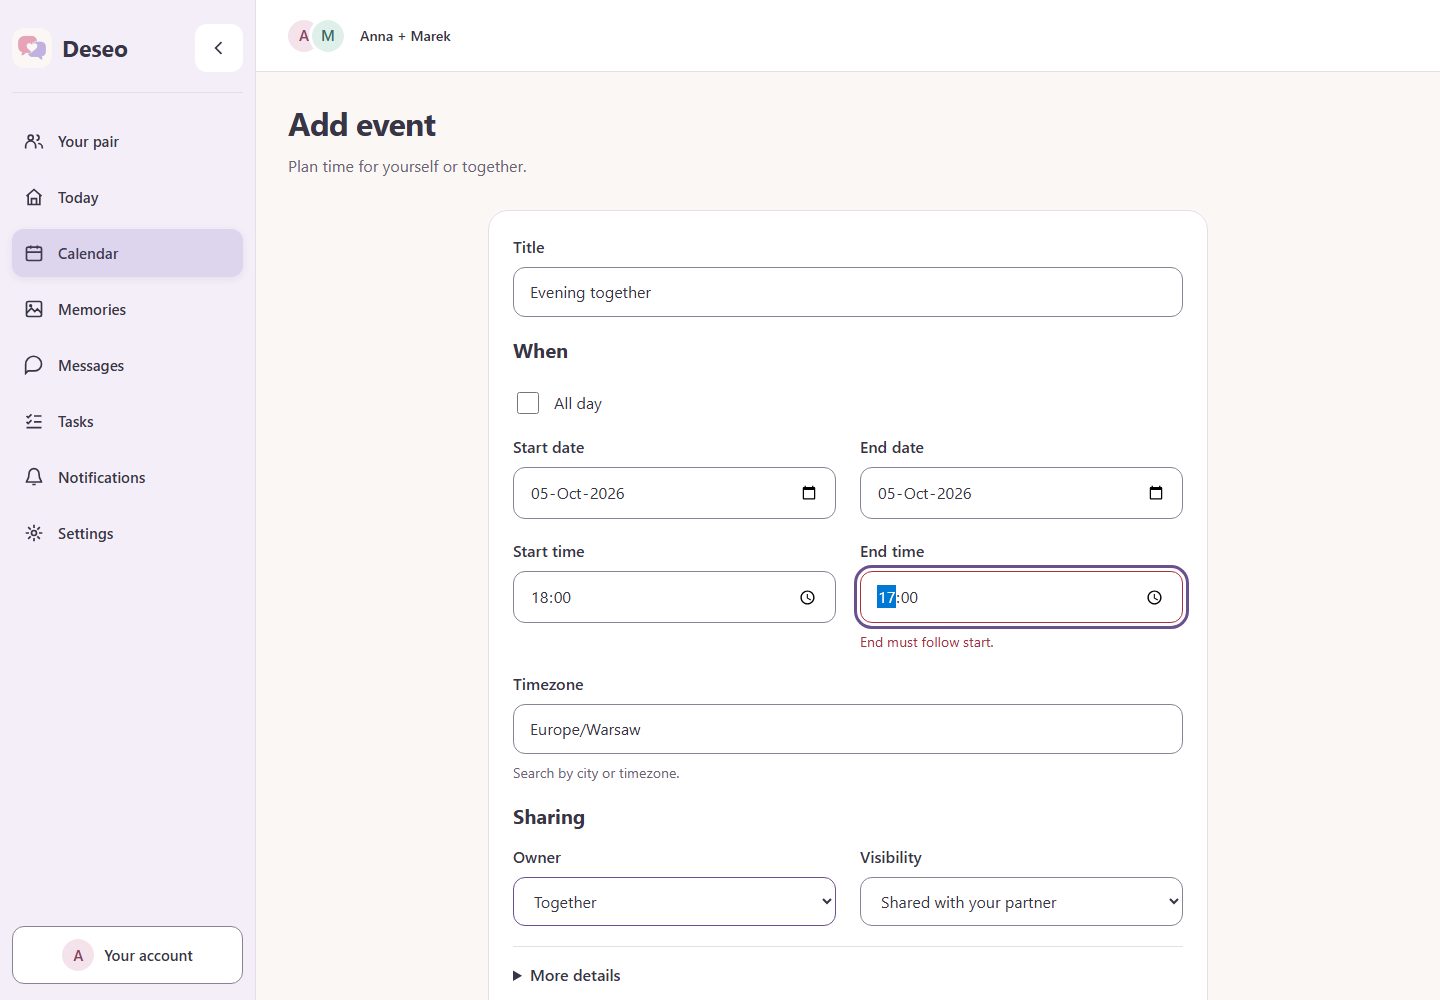 Deseo
A M Anna + Marek
Your pair
Today
Calendar
Memories
Messages
Tasks
Notifications
Settings
A Your account
Add event
Plan time for yourself or together.
Title
Evening together
When
All day
Start date End date
05-Oct-2026 05-Oct-2026
Start time End time
18:00 17:00
End must follow start.
Timezone
Europe/Warsaw
Search by city or timezone.
Sharing
Owner Visibility
Together Shared with your partner
More details